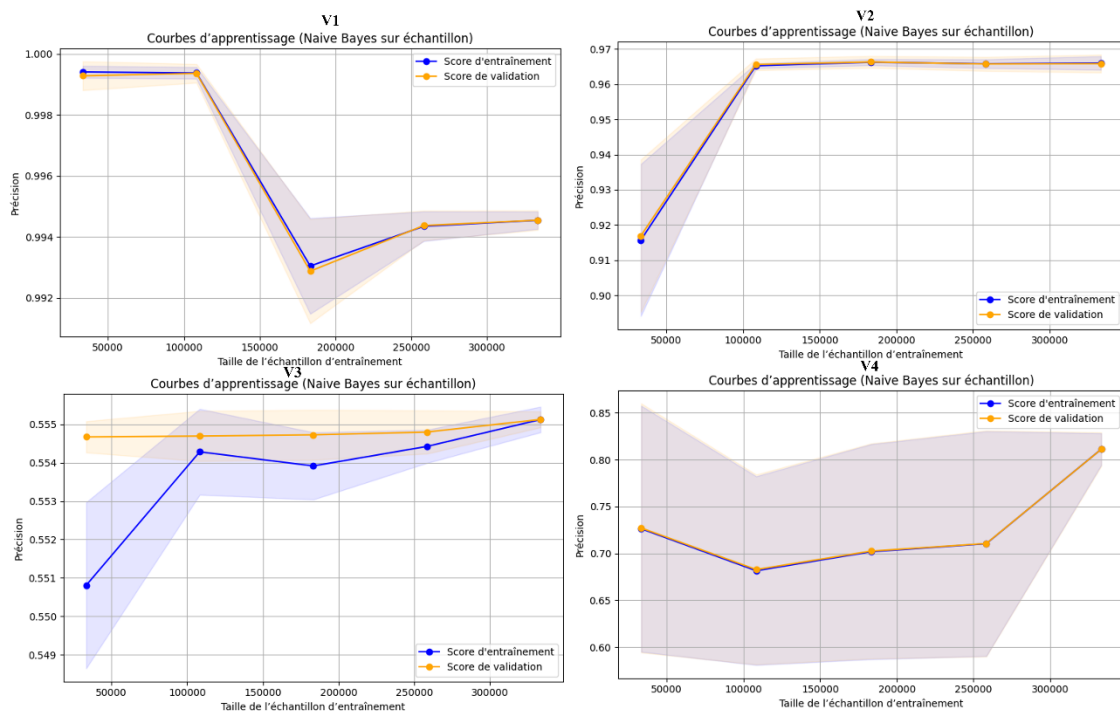 V1
Courbes d’apprentissage (Naive Bayes sur échantillon)
1.000
0.998
0.996
0.994
0.992
Précision
Score d'entraînement
Score de validation
50000 100000 150000 200000 250000 300000
Taille de l’échantillon d’entraînement
V2
Courbes d’apprentissage (Naive Bayes sur échantillon)
0.97
0.96
0.95
0.94
0.93
0.92
0.91
0.90
Précision
Score d'entraînement
Score de validation
50000 100000 150000 200000 250000 300000
Taille de l’échantillon d’entraînement
V3
Courbes d’apprentissage (Naive Bayes sur échantillon)
0.555
0.554
0.553
0.552
0.551
0.550
0.549
Précision
Score d'entraînement
Score de validation
50000 100000 150000 200000 250000 300000
Taille de l’échantillon d’entraînement
V4
Courbes d’apprentissage (Naive Bayes sur échantillon)
0.85
0.80
0.75
0.70
0.65
0.60
Précision
Score d'entraînement
Score de validation
50000 100000 150000 200000 250000 300000
Taille de l’échantillon d’entraînement